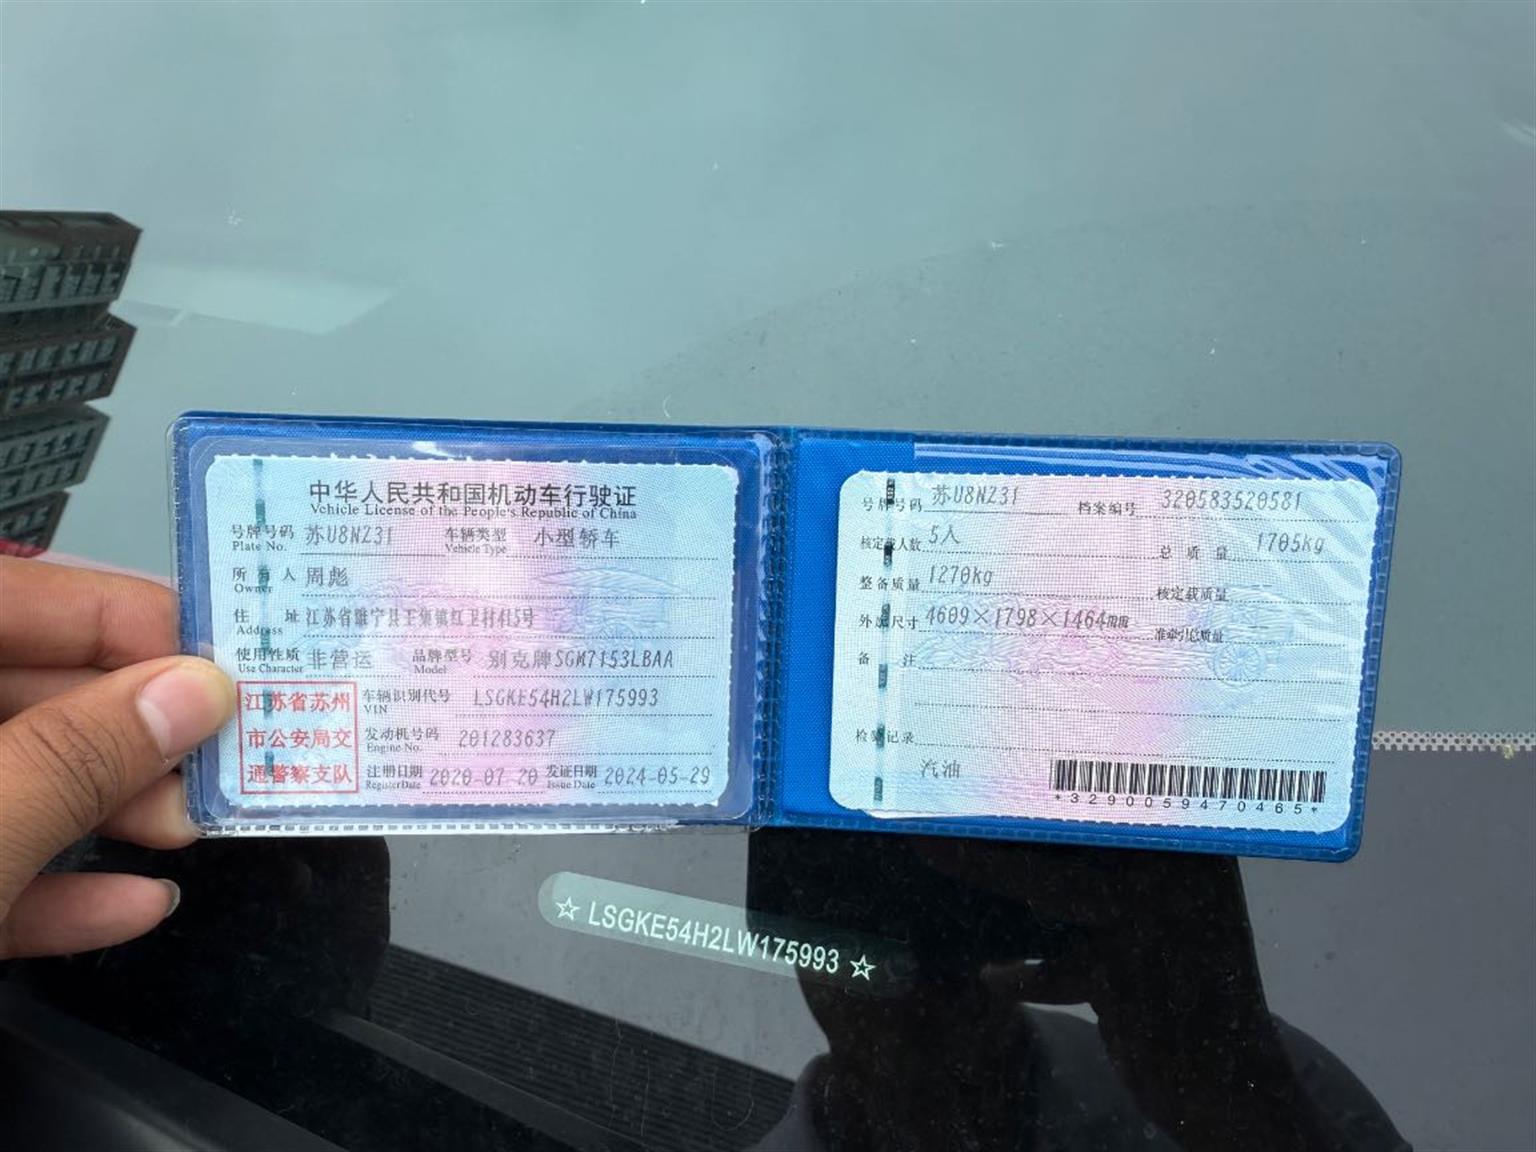 中华人民共和国机动车行驶证
Vehicle License of the People's Republic of China
号牌号码 苏U8NZ31 车辆类型 小型轿车
Plate No. Vehicle Type
所有人 周彪
Owner
住址 江苏省睢宁县王集镇红卫村415号
Address
使用性质 非营运 品牌型号 别克牌SGM7153LBAA
Use Character Model
江苏省苏州
市公安局交
通警察支队
车辆识别代号 LSGKE54H2LW175993
VIN
发动机号码 201283637
Engine No.
注册日期 2020-07-20 发证日期 2024-05-29
Register Date Issue Date
号牌号码 苏U8NZ31 档案编号 320583520581
核定载人数 5人 总质量 1705kg
整备质量 1270kg 核定载质量
外廓尺寸 4609×1798×1464mm 准牵引总质量
备注
检验记录
汽油
*3290059470465*
☆ LSGKE54H2LW175993 ☆